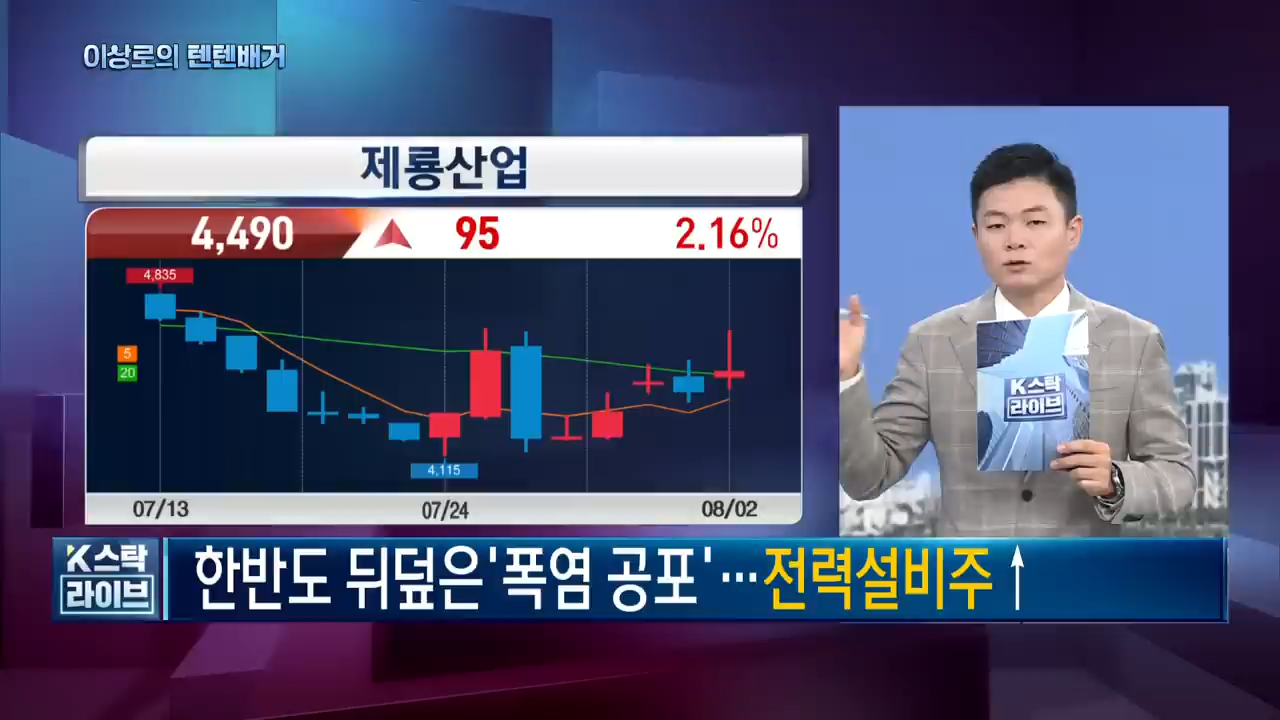 이상로의 텐텐배거
제룡산업
4,490 ▲ 95 2.16%
4,835
5
20
4,115
07/13 07/24 08/02
K스탁
라이브
K스탁
라이브
한반도 뒤덮은'폭염 공포'…전력설비주↑